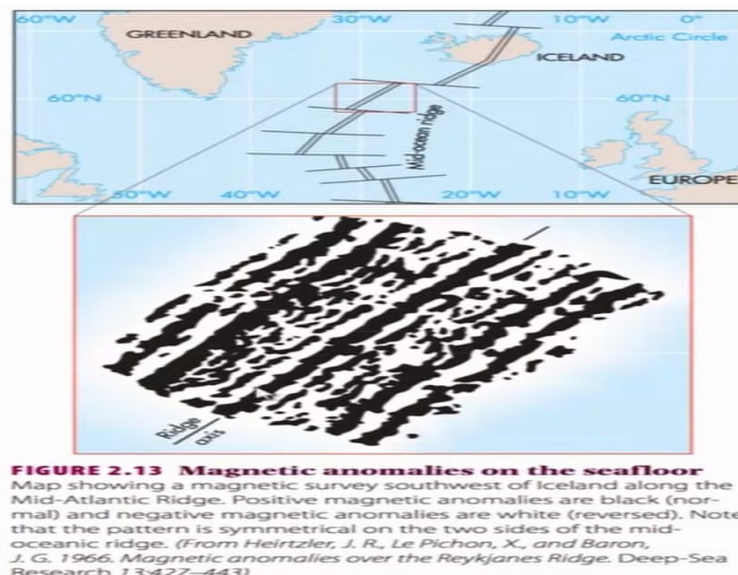 60°W
30°W
10°W
0°
GREENLAND
Arctic Circle
ICELAND
60°N
60°N
Mid-ocean ridge
EUROPE
50°W
40°W
20°W
10°W
Ridge
axis
FIGURE 2.13 Magnetic anomalies on the seafloor
Map showing a magnetic survey southwest of Iceland along the
Mid-Atlantic Ridge. Positive magnetic anomalies are black (nor-
mal) and negative magnetic anomalies are white (reversed). Note
that the pattern is symmetrical on the two sides of the mid-
oceanic ridge. (From Heirtzler, J. R., Le Pichon, X., and Baron,
J. G. 1966. Magnetic anomalies over the Reykjanes Ridge. Deep-Sea
Research 13:427–443)